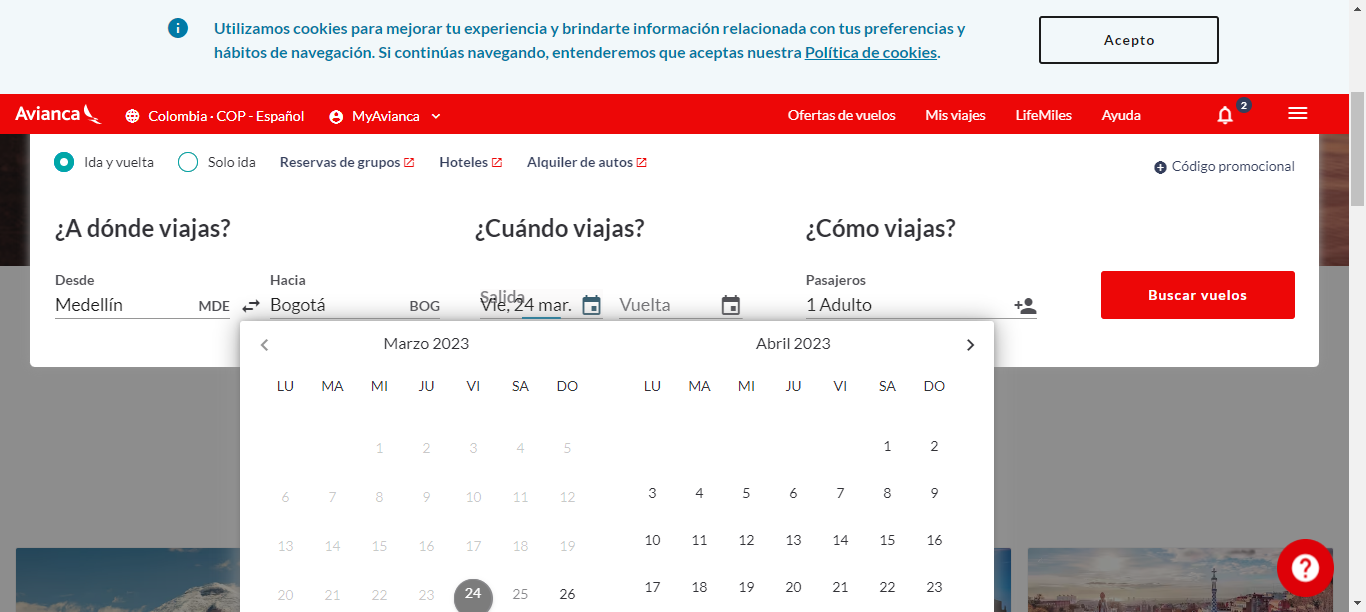 Utilizamos cookies para mejorar tu experiencia y brindarte información relacionada con tus preferencias y
hábitos de navegación. Si continúas navegando, entenderemos que aceptas nuestra Política de cookies.
Acepto
Avianca
Colombia · COP - Español
MyAvianca
Ofertas de vuelos
Mis viajes
LifeMiles
Ayuda
2
Ida y vuelta
Solo ida
Reservas de grupos
Hoteles
Alquiler de autos
Código promocional
¿A dónde viajas?
¿Cuándo viajas?
¿Cómo viajas?
Desde
Hacia
Pasajeros
Medellín MDE
Bogotá BOG
Salida
Vie, 24 mar.
Vuelta
1 Adulto
Buscar vuelos
Marzo 2023
LU MA MI JU VI SA DO
1 2 3 4 5
6 7 8 9 10 11 12
13 14 15 16 17 18 19
20 21 22 23 24 25 26
Abril 2023
LU MA MI JU VI SA DO
1 2
3 4 5 6 7 8 9
10 11 12 13 14 15 16
17 18 19 20 21 22 23